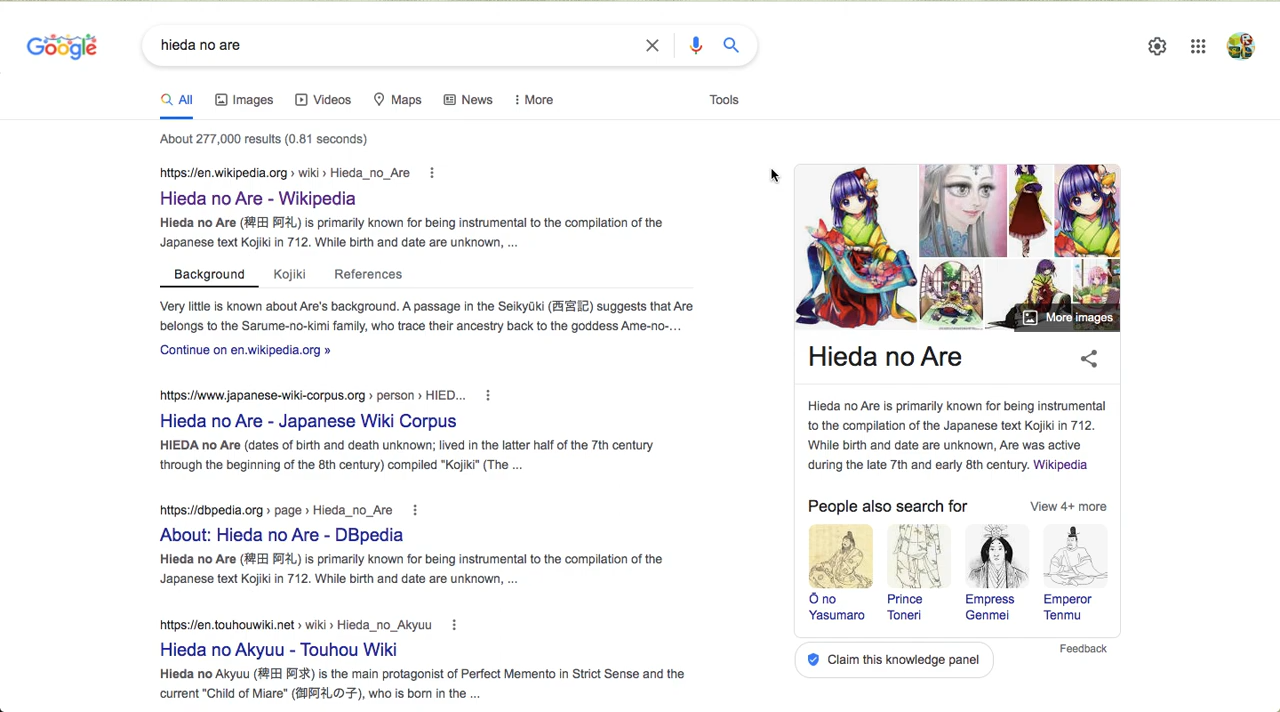 Google
hieda no are
All
Images
Videos
Maps
News
More
Tools
About 277,000 results (0.81 seconds)
https://en.wikipedia.org › wiki › Hieda_no_Are
Hieda no Are - Wikipedia
Hieda no Are (稗田 阿礼) is primarily known for being instrumental to the compilation of the
Japanese text Kojiki in 712. While birth and date are unknown, ...
Background
Kojiki
References
Very little is known about Are's background. A passage in the Seikyūki (西宮記) suggests that Are
belongs to the Sarume-no-kimi family, who trace their ancestry back to the goddess Ame-no-...
Continue on en.wikipedia.org »
https://www.japanese-wiki-corpus.org › person › HIED...
Hieda no Are - Japanese Wiki Corpus
HIEDA no Are (dates of birth and death unknown; lived in the latter half of the 7th century
through the beginning of the 8th century) compiled "Kojiki" (The ...
https://dbpedia.org › page › Hieda_no_Are
About: Hieda no Are - DBpedia
Hieda no Are (稗田 阿礼) is primarily known for being instrumental to the compilation of the
Japanese text Kojiki in 712. While birth and date are unknown, ...
https://en.touhouwiki.net › wiki › Hieda_no_Akyuu
Hieda no Akyuu - Touhou Wiki
Hieda no Akyuu (稗田 阿求) is the main protagonist of Perfect Memento in Strict Sense and the
current "Child of Miare" (御阿礼の子), who is born in the ...
More images
Hieda no Are
Hieda no Are is primarily known for being instrumental
to the compilation of the Japanese text Kojiki in 712.
While birth and date are unknown, Are was active
during the late 7th and early 8th century. Wikipedia
People also search for
View 4+ more
Ō no
Yasumaro
Prince
Toneri
Empress
Genmei
Emperor
Tenmu
Feedback
Claim this knowledge panel